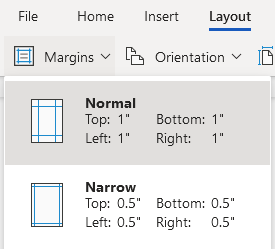 File Home Insert Layout
Margins Orientation
Normal
Top: 1" Bottom: 1"
Left: 1" Right: 1"
Narrow
Top: 0.5" Bottom: 0.5"
Left: 0.5" Right: 0.5"